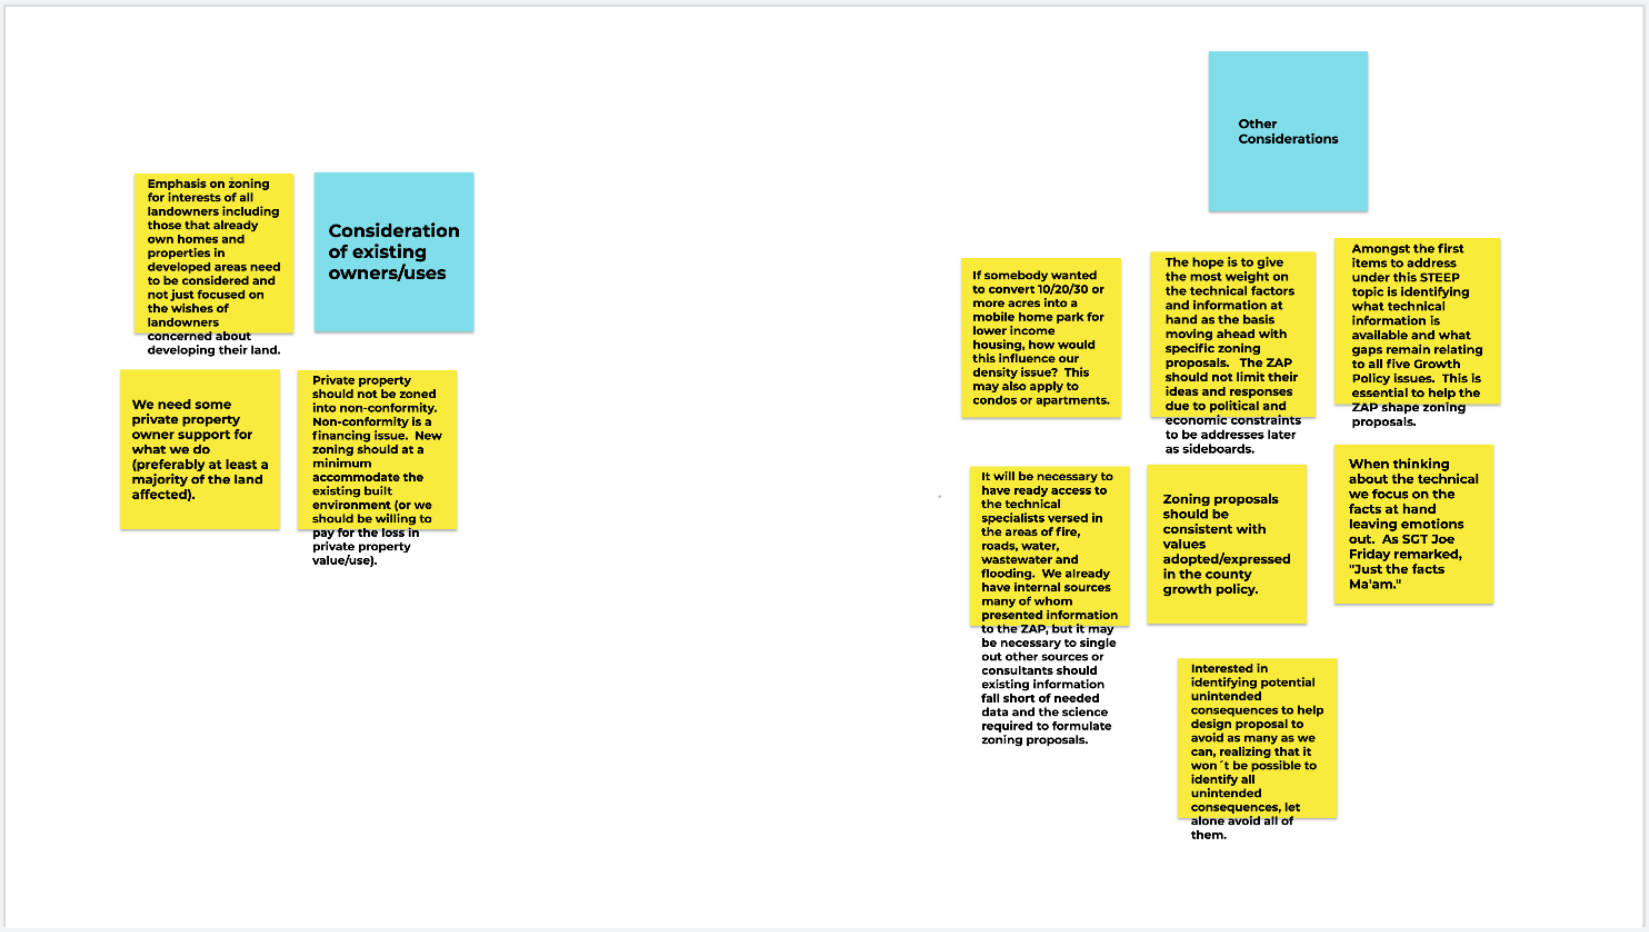 Emphasis on zoning
for interests of all
landowners including
those that already
own homes and
properties in
developed areas need
to be considered and
not just focused on
the wishes of
landowners
concerned about
developing their land.
Consideration
of existing
owners/uses
We need some
private property
owner support for
what we do
(preferably at least a
majority of the land
affected).
Private property
should not be zoned
into non-conformity.
Non-conformity is a
financing issue.  New
zoning should at a
minimum
accommodate the
existing built
environment (or we
should be willing to
pay for the loss in
private property
value/use).
Other
Considerations
If somebody wanted
to convert 10/20/30 or
more acres into a
mobile home park for
lower income
housing, how would
this influence our
density issue?  This
may also apply to
condos or apartments.
The hope is to give
the most weight on
the technical factors
and information at
hand as the basis
moving ahead with
specific zoning
proposals.   The ZAP
should not limit their
ideas and responses
due to political and
economic constraints
to be addresses later
as sideboards.
Amongst the first
items to address
under this STEEP
topic is identifying
what technical
information is
available and what
gaps remain relating
to all five Growth
Policy issues.  This is
essential to help the
ZAP shape zoning
proposals.
It will be necessary to
have ready access to
the technical
specialists versed in
the areas of fire,
roads, water,
wastewater and
flooding.  We already
have internal sources
many of whom
presented information
to the ZAP, but it may
be necessary to single
out other sources or
consultants should
existing information
fall short of needed
data and the science
required to formulate
zoning proposals.
Zoning proposals
should be
consistent with
values
adopted/expressed
in the county
growth policy.
When thinking
about the technical
we focus on the
facts at hand
leaving emotions
out.  As SGT Joe
Friday remarked,
"Just the facts
Ma'am."
Interested in
identifying potential
unintended
consequences to help
design proposal to
avoid as many as we
can, realizing that it
won´t be possible to
identify all
unintended
consequences, let
alone avoid all of
them.